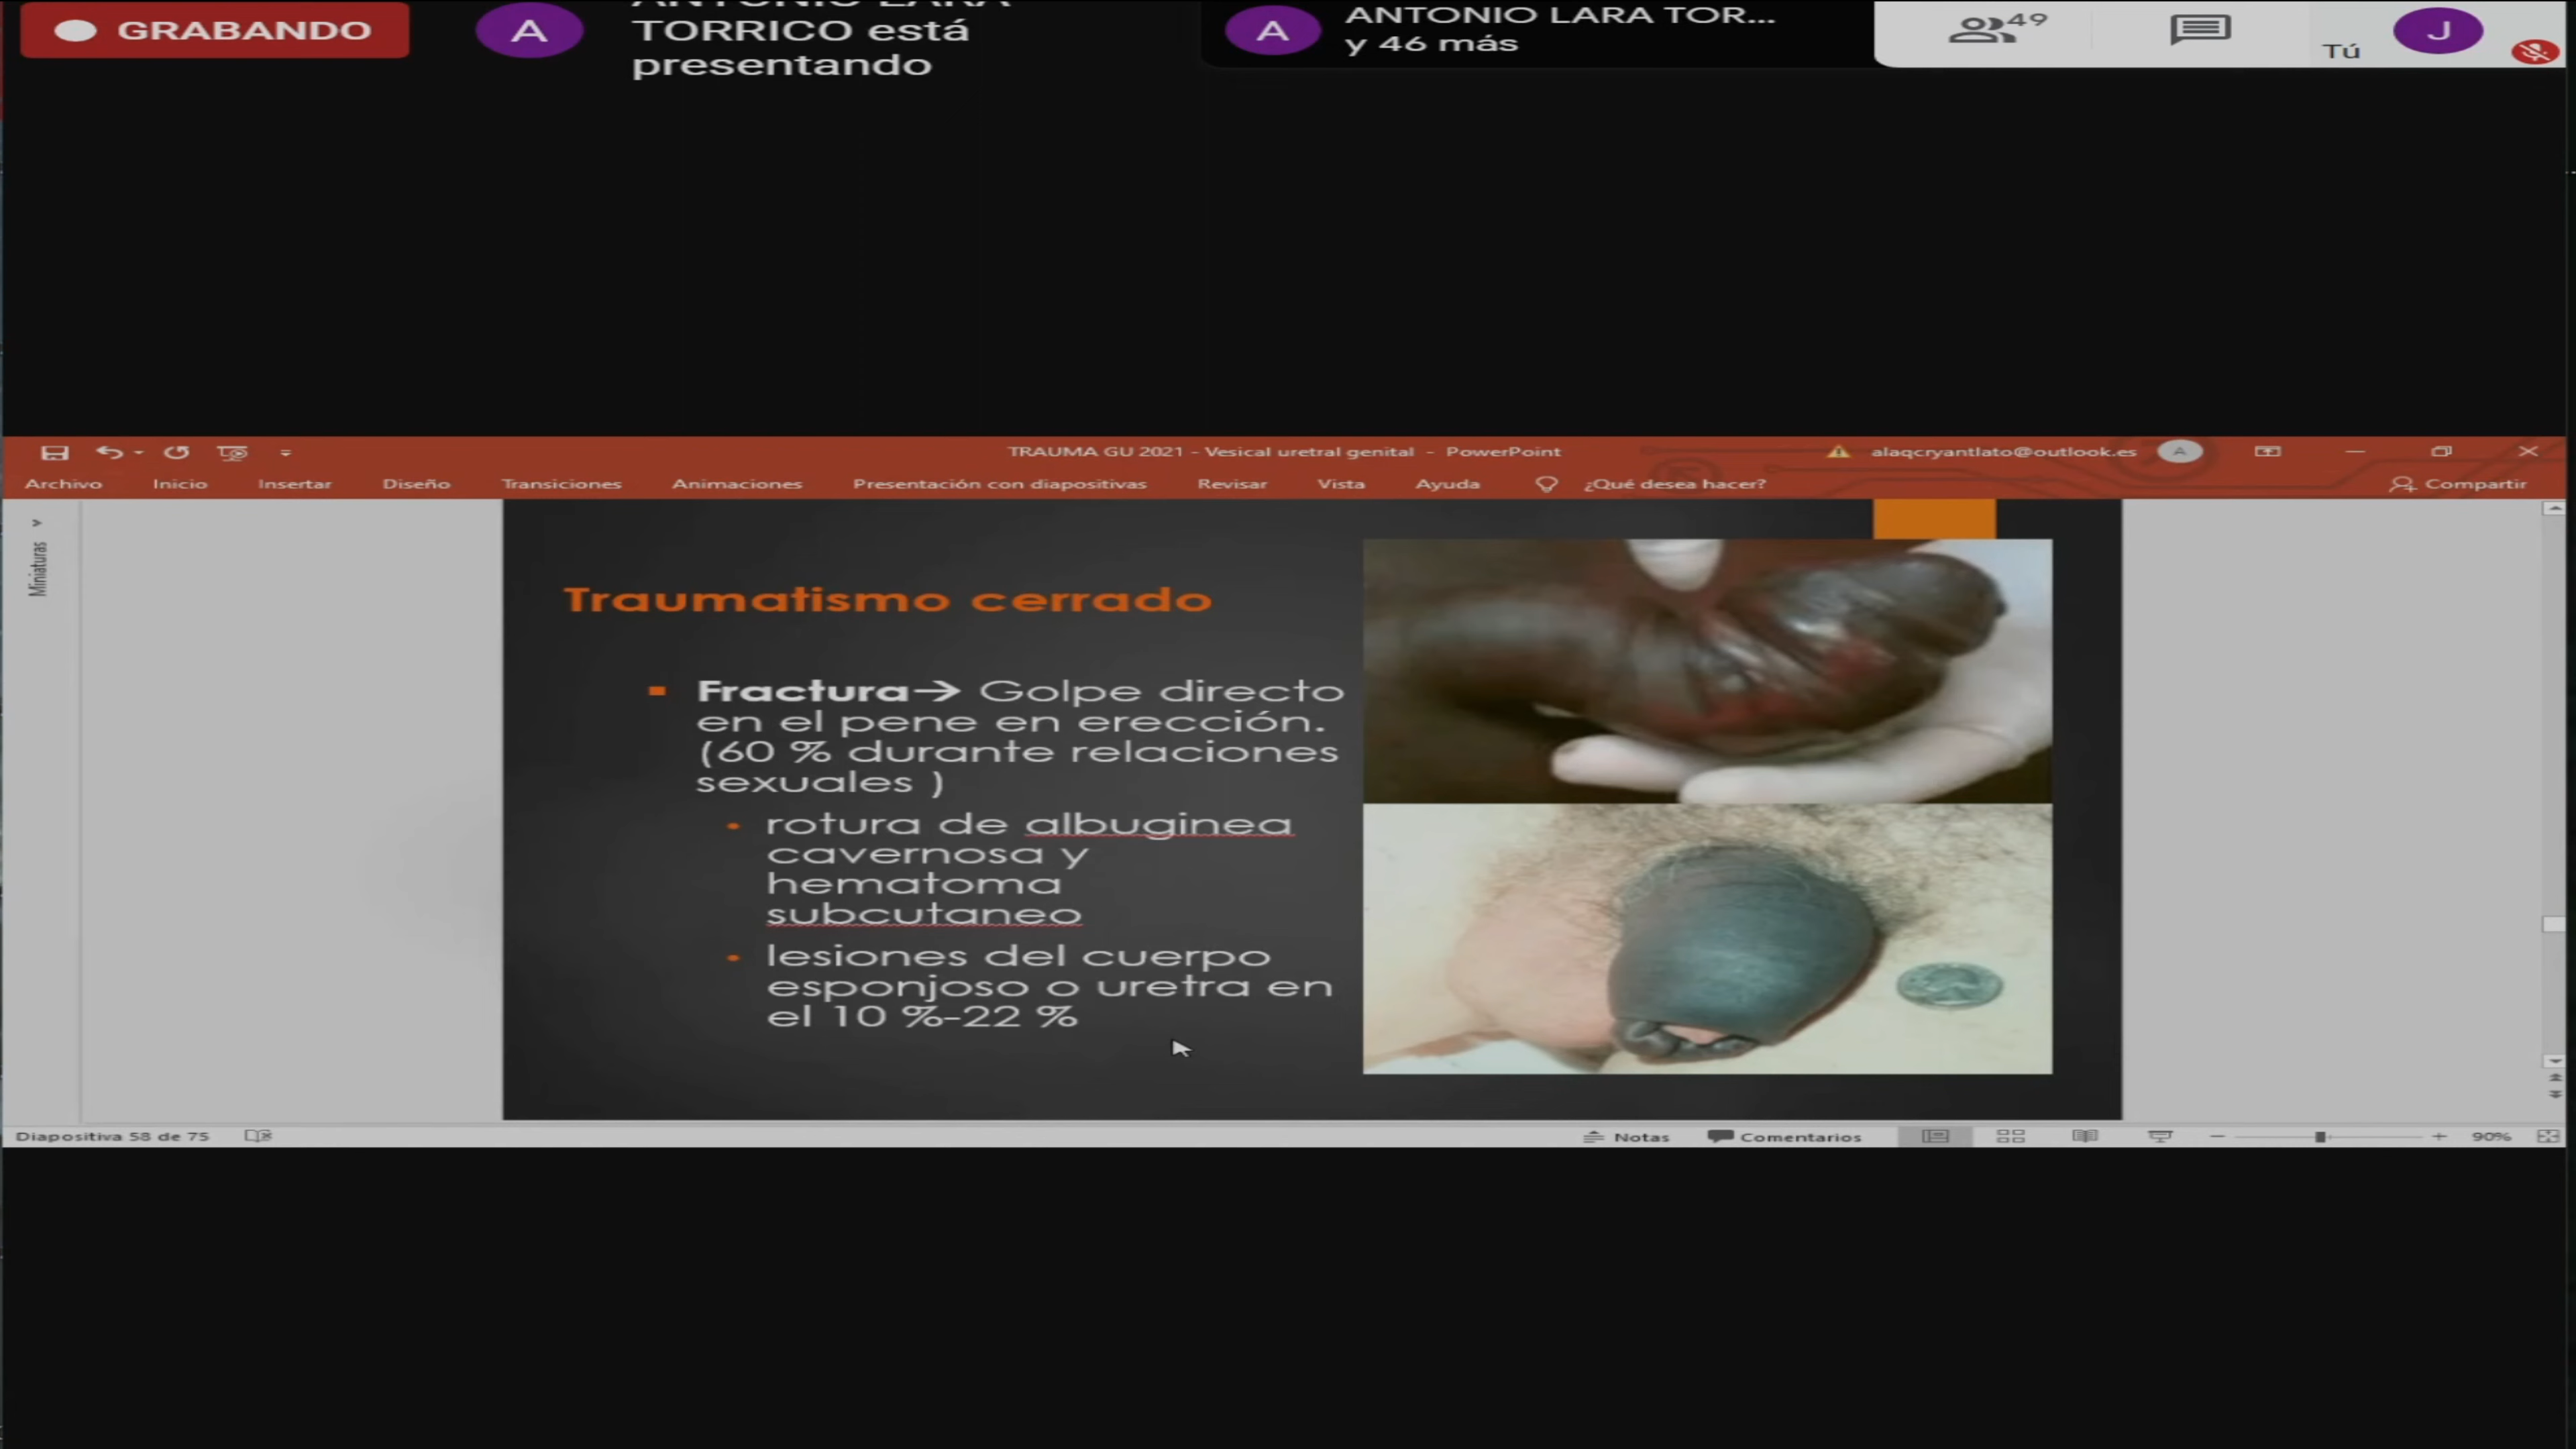 GRABANDO
A
TORRICO está
presentando
A
ANTONIO LARA TOR...
y 46 más
49
Tú
J
TRAUMA GU 2021 - Vesical uretral genital - PowerPoint
alaqcryantlato@outlook.es
A
Archivo
Inicio
Insertar
Diseño
Transiciones
Animaciones
Presentación con diapositivas
Revisar
Vista
Ayuda
¿Qué desea hacer?
Compartir
Miniaturas
Traumatismo cerrado
Fractura→ Golpe directo
en el pene en erección.
(60 % durante relaciones
sexuales )
rotura de albuginea
cavernosa y
hematoma
subcutaneo
lesiones del cuerpo
esponjoso o uretra en
el 10 %-22 %
Diapositiva 58 de 75
Notas
Comentarios
90%